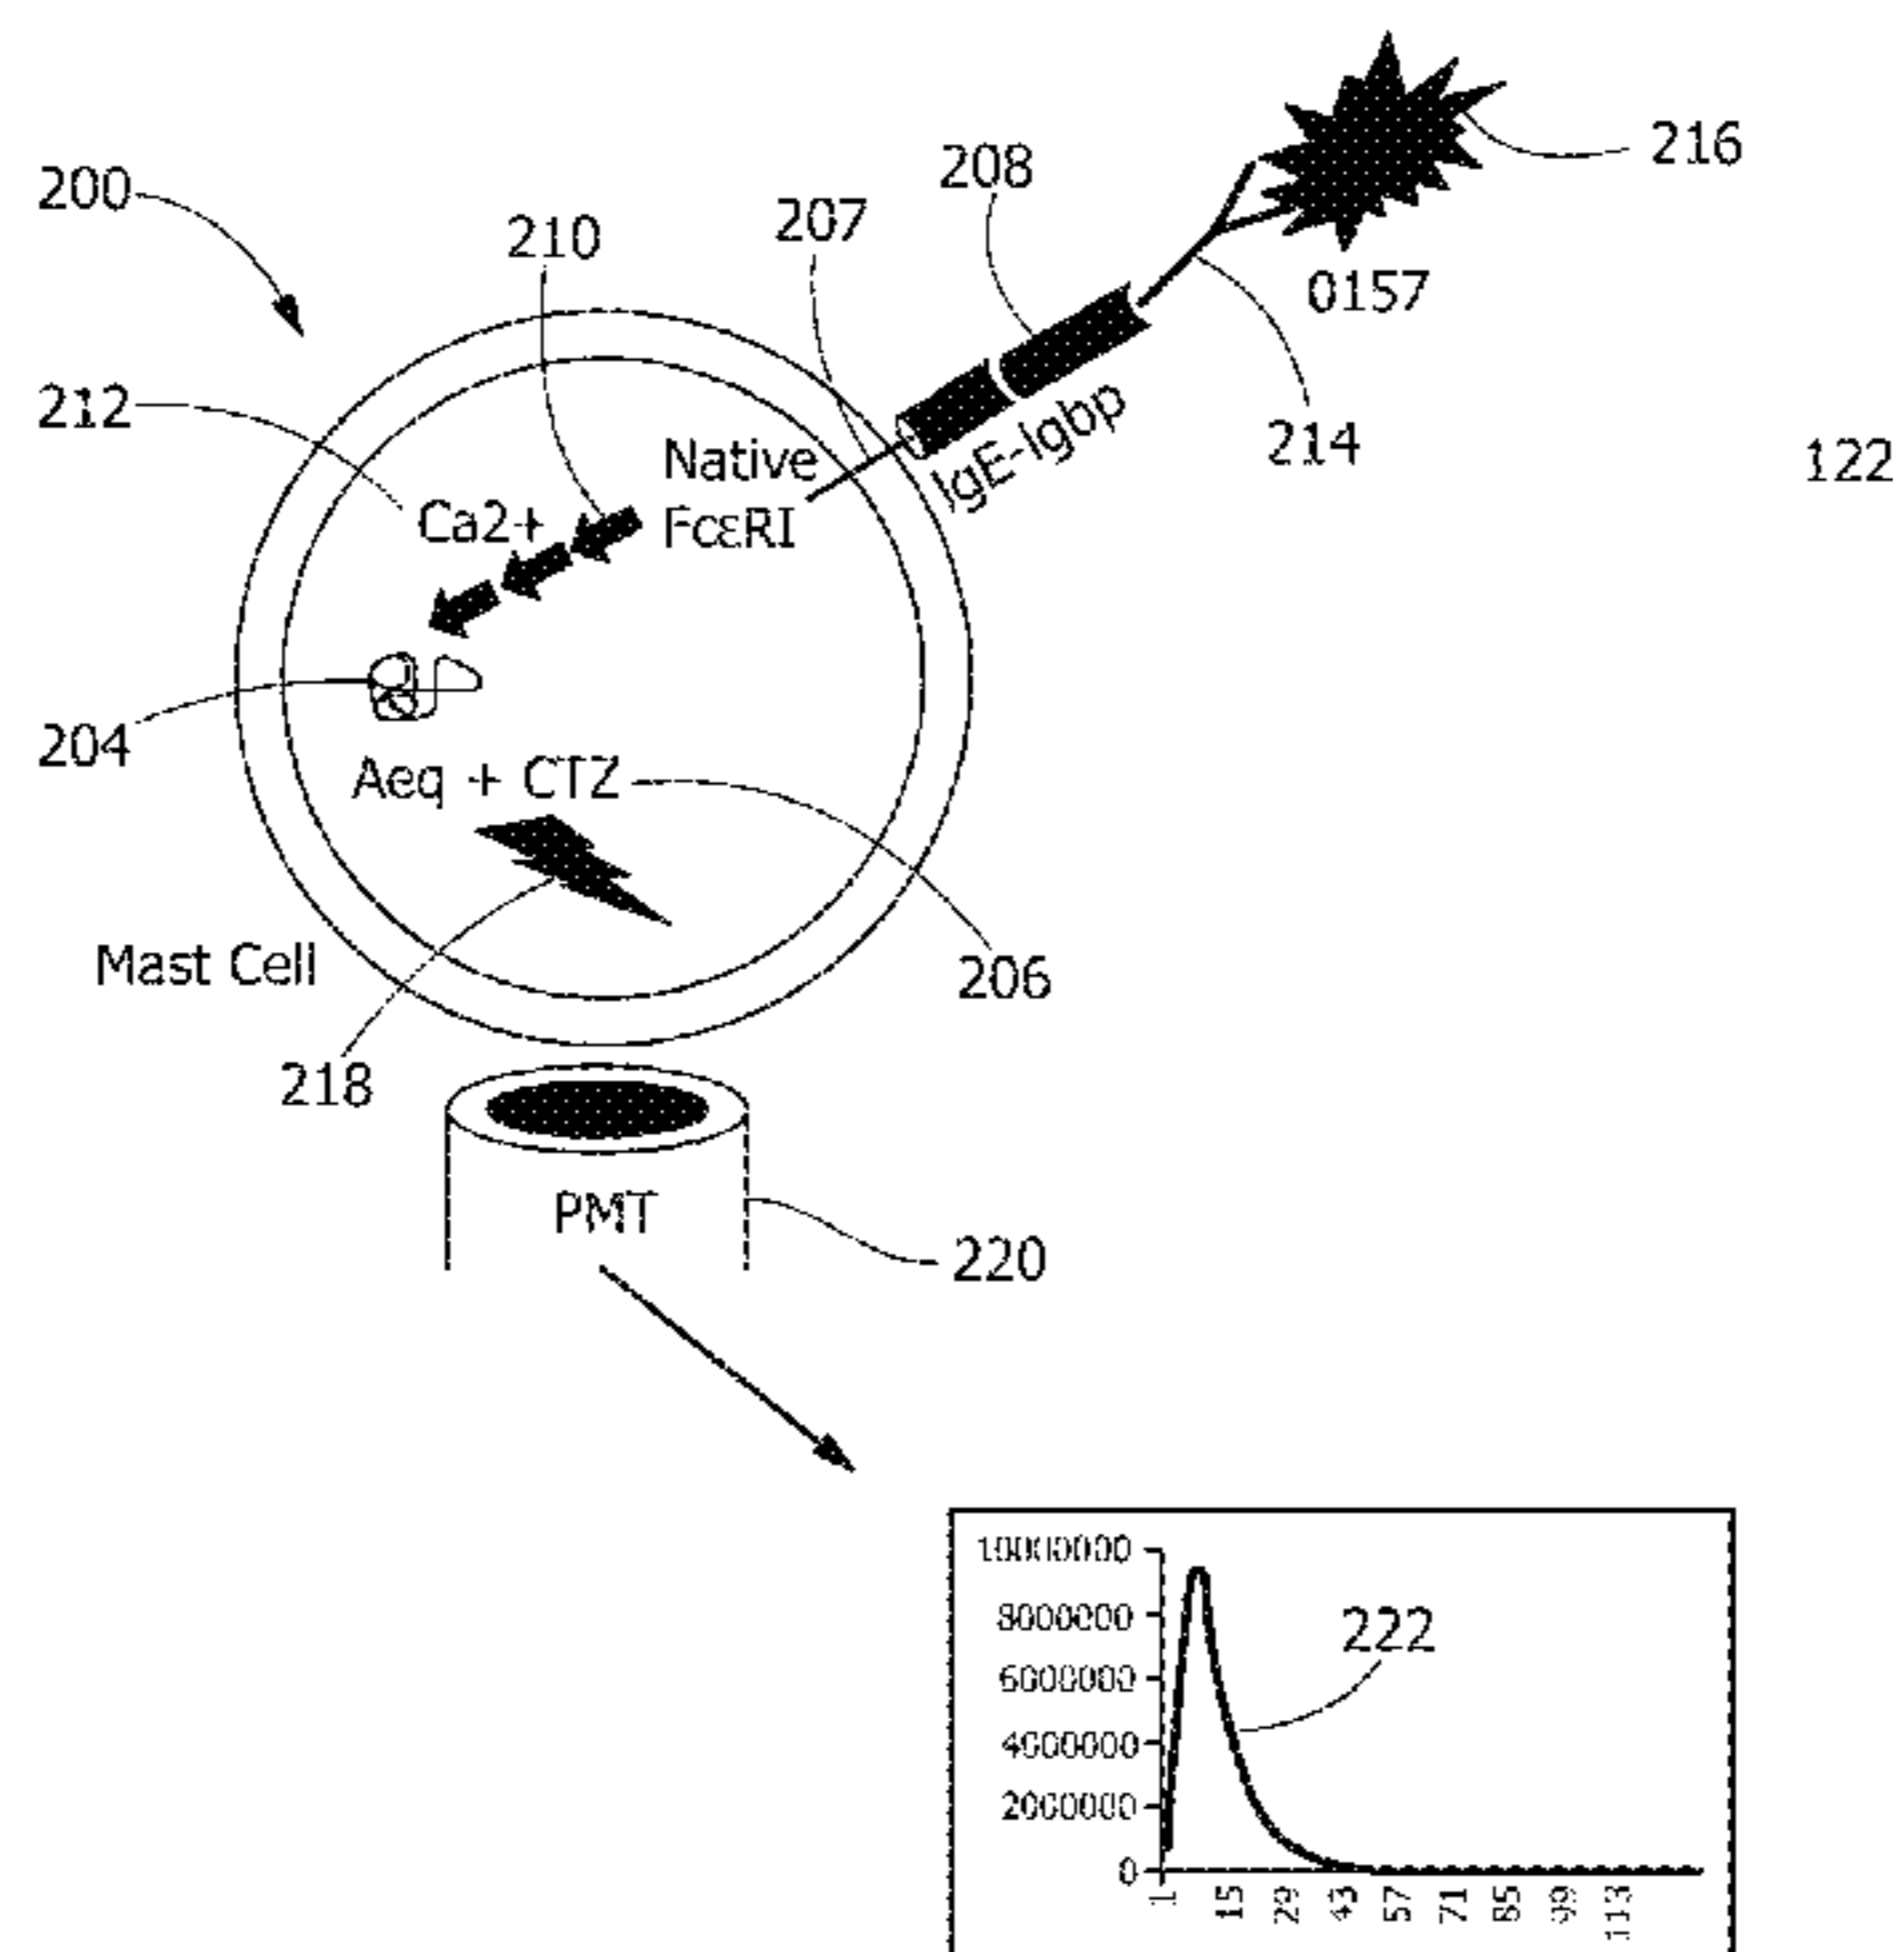 216
208
200
207
210
0157
212
214
122
Native
FcεRI
IgE-Igbp
Ca2+
204
Aeq + CTZ
Mast Cell
206
218
PMT
220
10000000
8000000
222
6000000
4000000
2000000
0
1 15 29 43 57 71 85 99 113